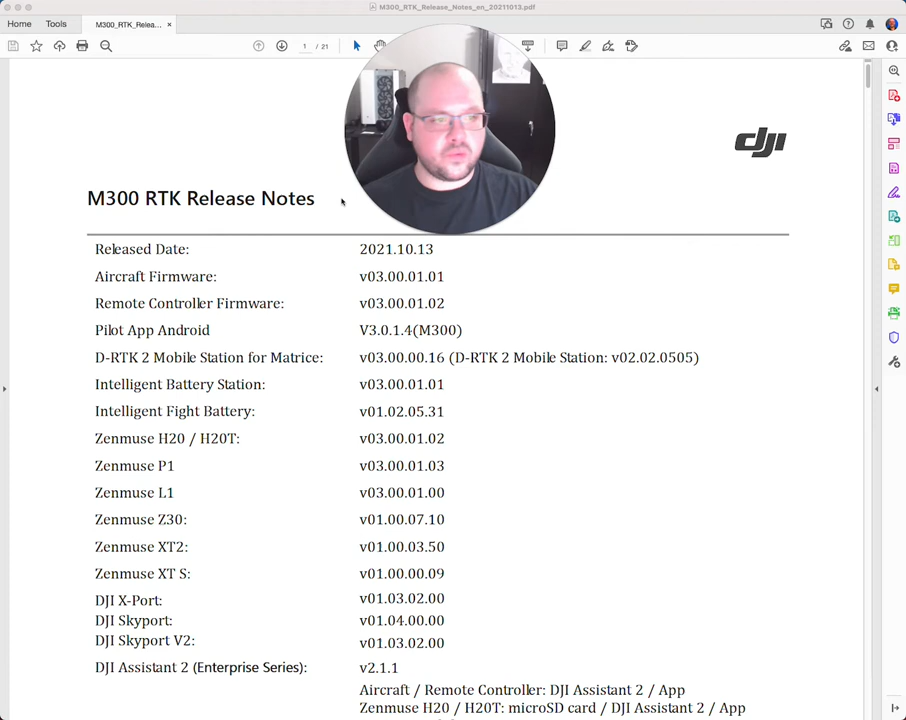 M300_RTK_Release_Notes_en_20211013.pdf
Home Tools M300_RTK_Relea... ×
1 / 21
dji
M300 RTK Release Notes
Released Date: 2021.10.13
Aircraft Firmware: v03.00.01.01
Remote Controller Firmware: v03.00.01.02
Pilot App Android V3.0.1.4(M300)
D-RTK 2 Mobile Station for Matrice: v03.00.00.16 (D-RTK 2 Mobile Station: v02.02.0505)
Intelligent Battery Station: v03.00.01.01
Intelligent Fight Battery: v01.02.05.31
Zenmuse H20 / H20T: v03.00.01.02
Zenmuse P1 v03.00.01.03
Zenmuse L1 v03.00.01.00
Zenmuse Z30: v01.00.07.10
Zenmuse XT2: v01.00.03.50
Zenmuse XT S: v01.00.00.09
DJI X-Port: v01.03.02.00
DJI Skyport: v01.04.00.00
DJI Skyport V2: v01.03.02.00
DJI Assistant 2 (Enterprise Series): v2.1.1
Aircraft / Remote Controller: DJI Assistant 2 / App
Zenmuse H20 / H20T: microSD card / DJI Assistant 2 / App